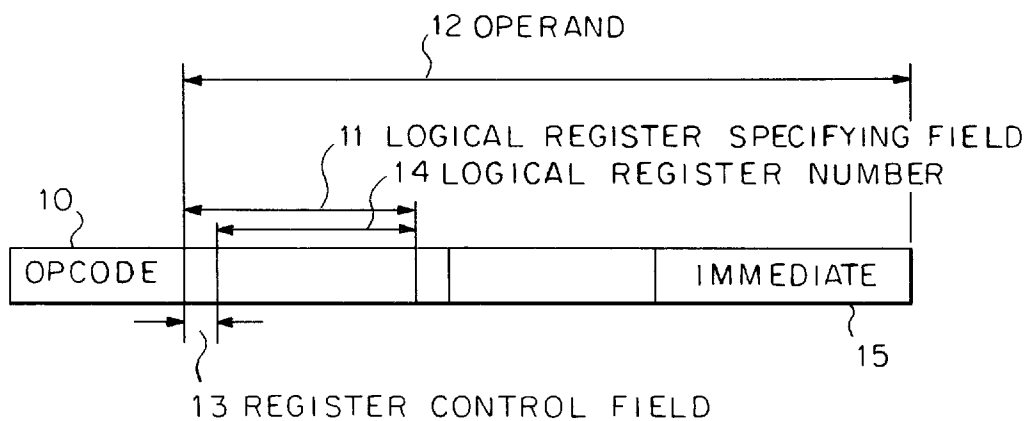 12 OPERAND
11 LOGICAL REGISTER SPECIFYING FIELD
14 LOGICAL REGISTER NUMBER
10
OPCODE
IMMEDIATE
15
13 REGISTER CONTROL FIELD